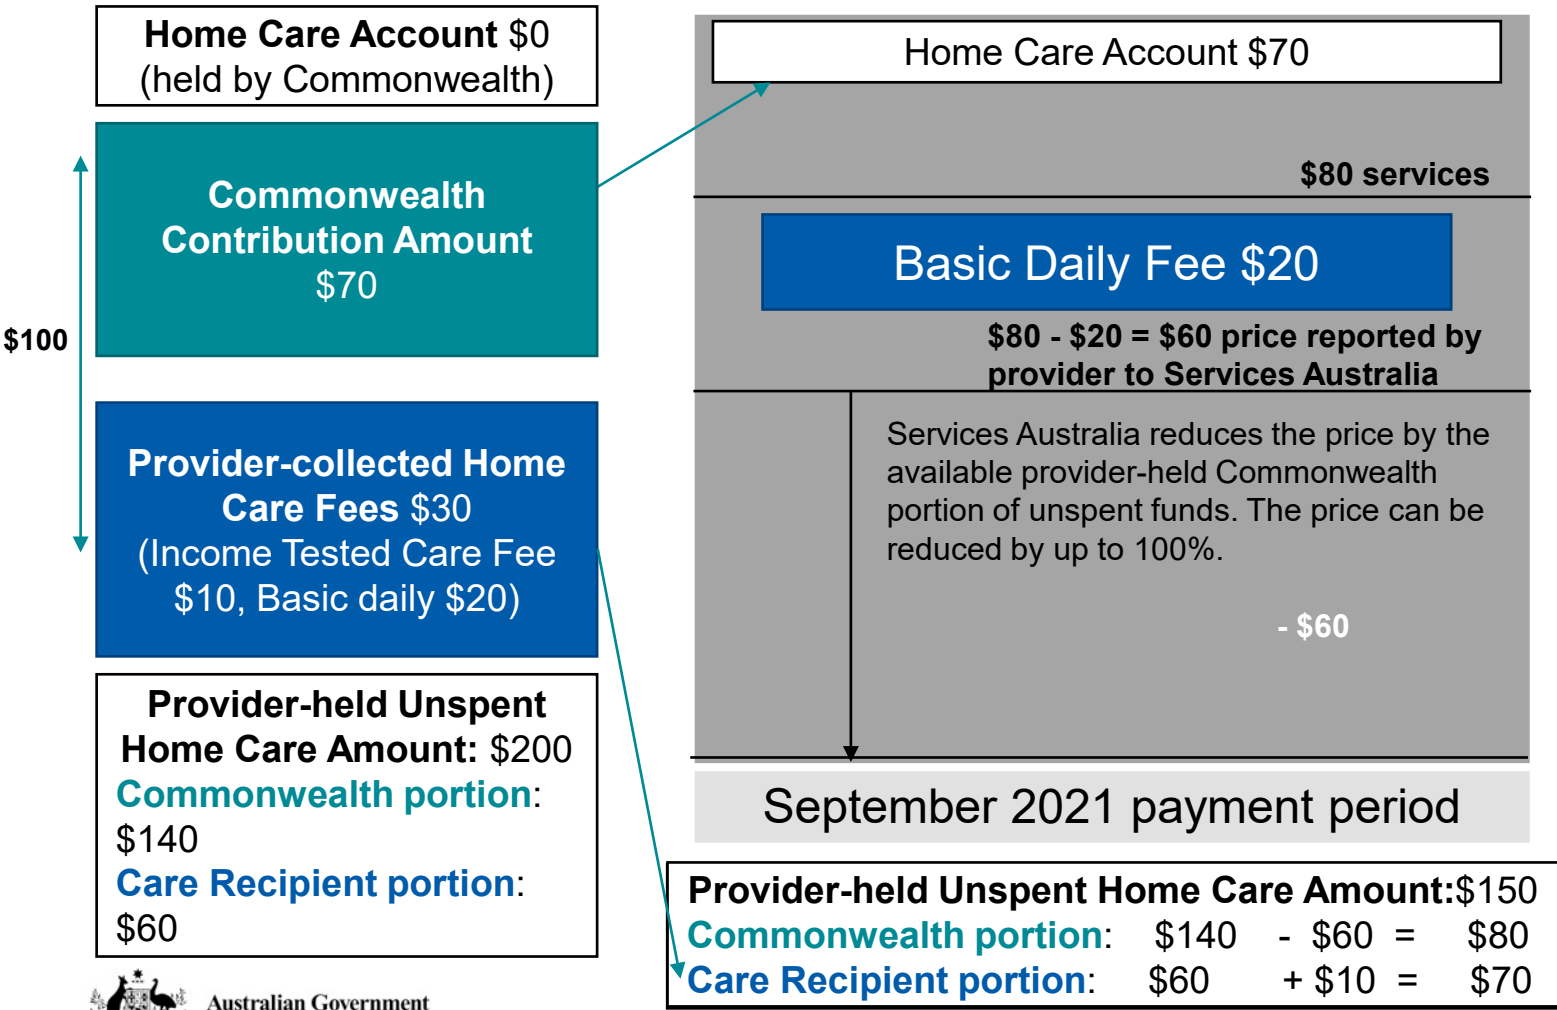 Home Care Account $0
(held by Commonwealth)
$100
Commonwealth
Contribution Amount
$70
Provider-collected Home
Care Fees $30
(Income Tested Care Fee
$10, Basic daily $20)
Provider-held Unspent
Home Care Amount: $200
Commonwealth portion:
$140
Care Recipient portion:
$60
Australian Government
Home Care Account $70
$80 services
Basic Daily Fee $20
$80 - $20 = $60 price reported by
provider to Services Australia
Services Australia reduces the price by the
available provider-held Commonwealth
portion of unspent funds. The price can be
reduced by up to 100%.
- $60
September 2021 payment period
Provider-held Unspent Home Care Amount:$150
Commonwealth portion: $140 - $60 = $80
Care Recipient portion: $60 + $10 = $70